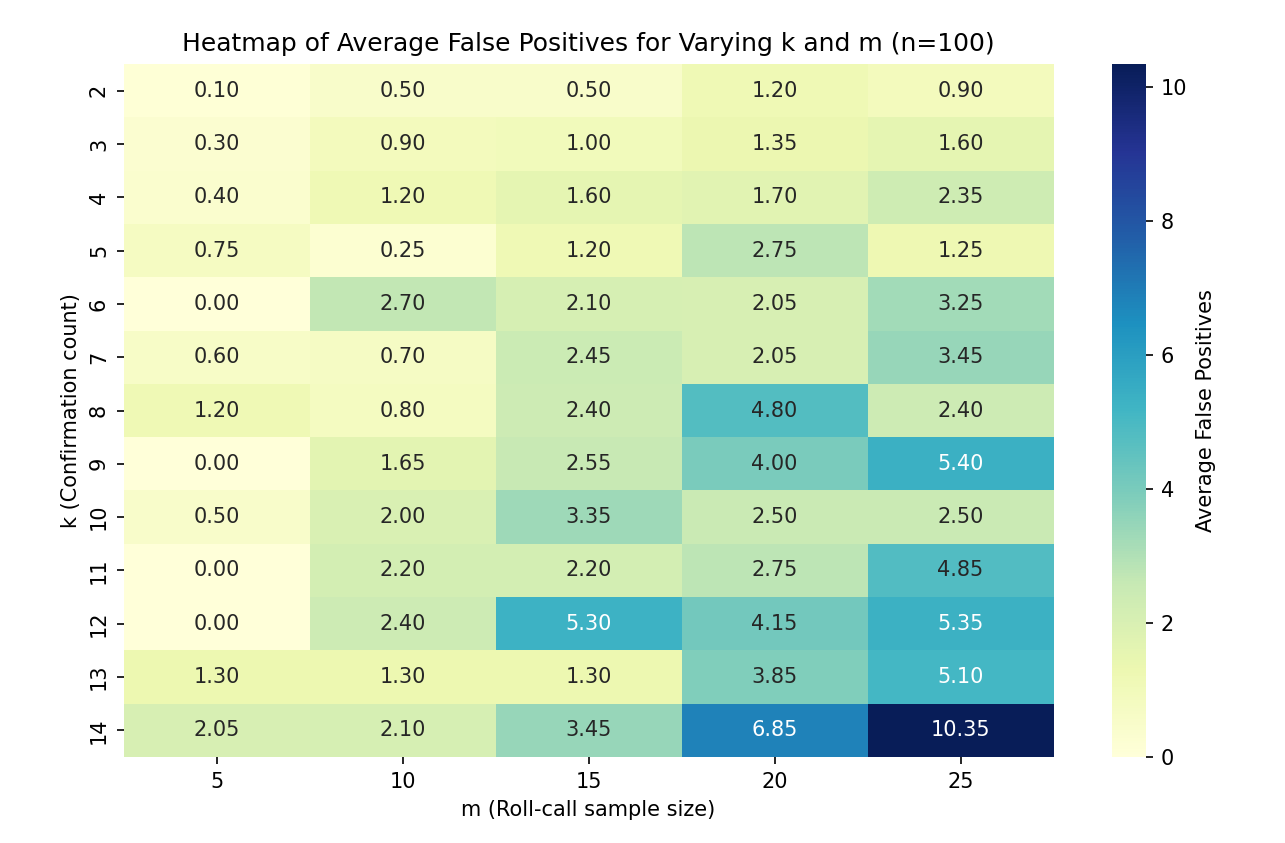 Heatmap of Average False Positives for Varying k and m (n=100)
k (Confirmation count)
2 0.10 0.50 0.50 1.20 0.90
3 0.30 0.90 1.00 1.35 1.60
4 0.40 1.20 1.60 1.70 2.35
5 0.75 0.25 1.20 2.75 1.25
6 0.00 2.70 2.10 2.05 3.25
7 0.60 0.70 2.45 2.05 3.45
8 1.20 0.80 2.40 4.80 2.40
9 0.00 1.65 2.55 4.00 5.40
10 0.50 2.00 3.35 2.50 2.50
11 0.00 2.20 2.20 2.75 4.85
12 0.00 2.40 5.30 4.15 5.35
13 1.30 1.30 1.30 3.85 5.10
14 2.05 2.10 3.45 6.85 10.35
5 10 15 20 25
m (Roll-call sample size)
10
8
6
4
2
0
Average False Positives